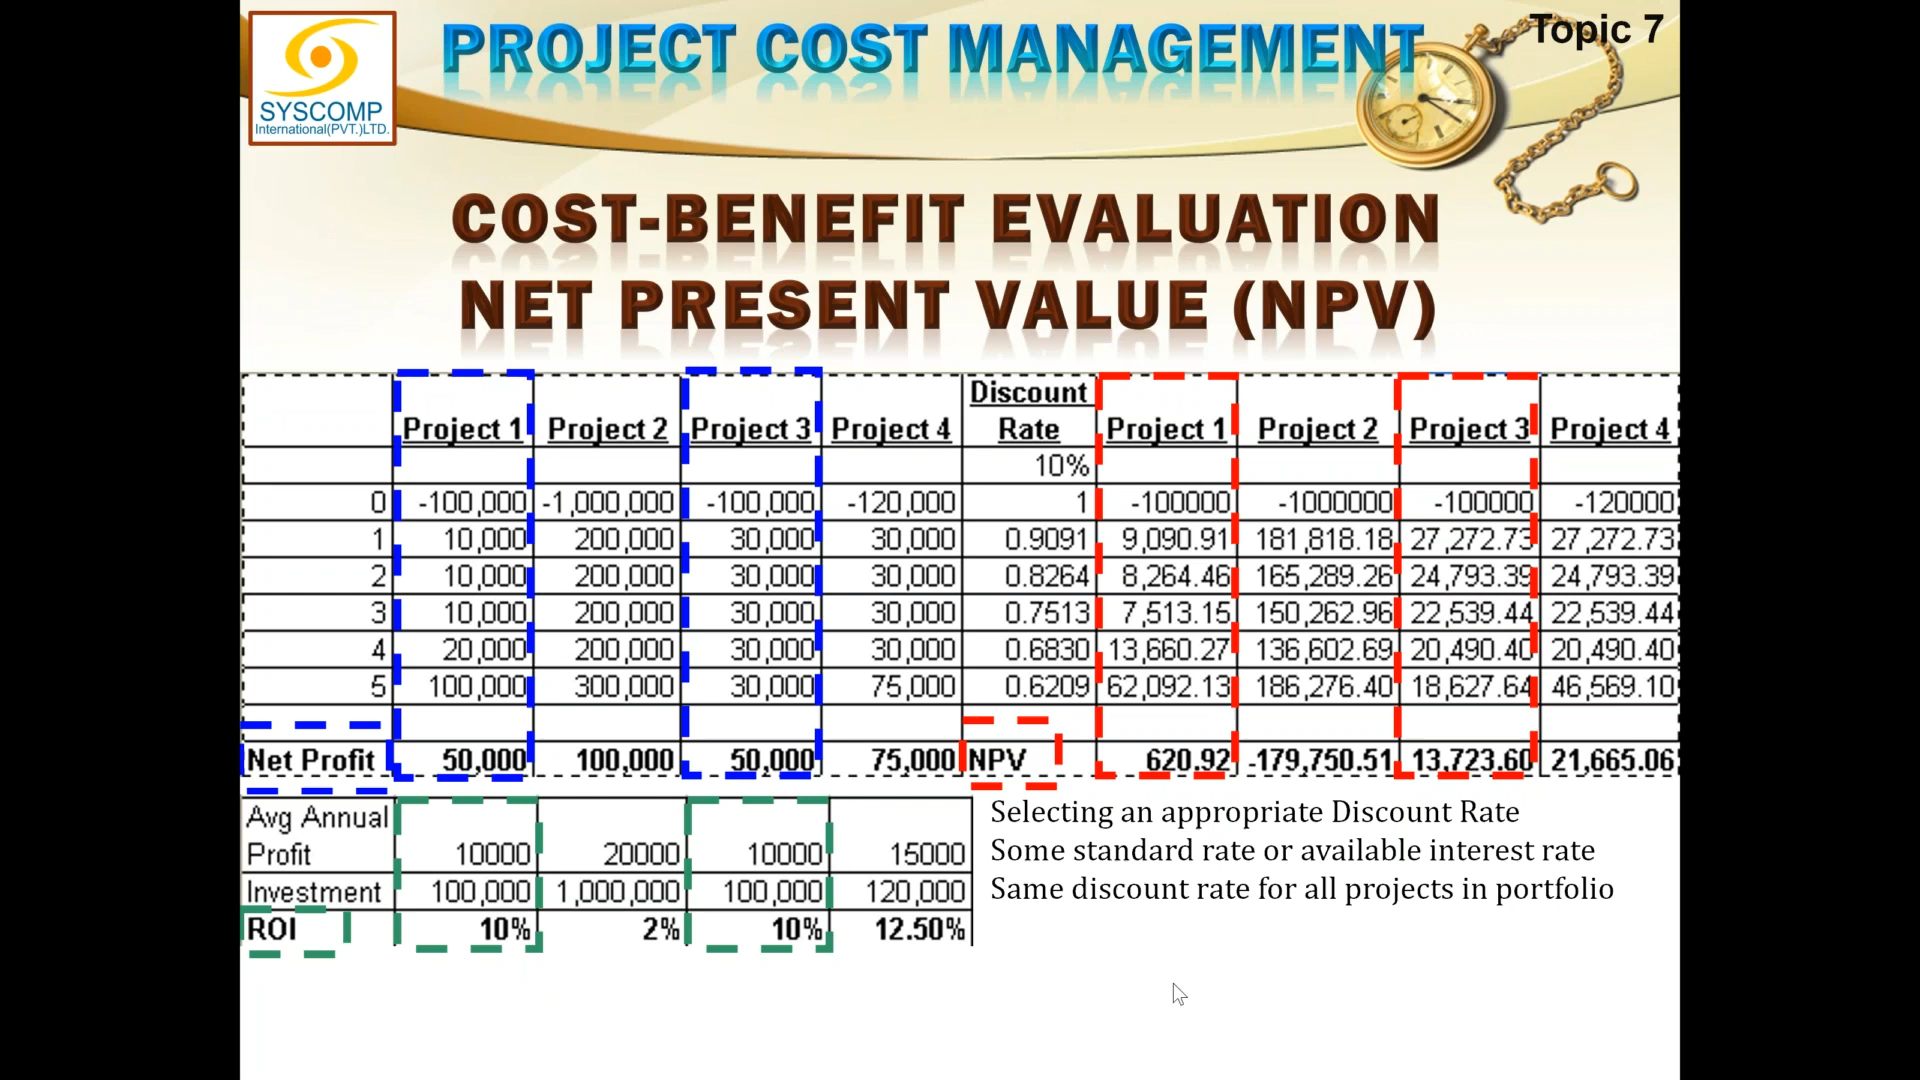 SYSCOMP
International(PVT.)LTD.
PROJECT COST MANAGEMENT
Topic 7
COST-BENEFIT EVALUATION
NET PRESENT VALUE (NPV)
Project 1 Project 2 Project 3 Project 4 Discount Rate Project 1 Project 2 Project 3 Project 4
10%
0 -100,000 -1,000,000 -100,000 -120,000 1 -100000 -1000000 -100000 -120000
1 10,000 200,000 30,000 30,000 0.9091 9,090.91 181,818.18 27,272.73 27,272.73
2 10,000 200,000 30,000 30,000 0.8264 8,264.46 165,289.26 24,793.39 24,793.39
3 10,000 200,000 30,000 30,000 0.7513 7,513.15 150,262.96 22,539.44 22,539.44
4 20,000 200,000 30,000 30,000 0.6830 13,660.27 136,602.69 20,490.40 20,490.40
5 100,000 300,000 30,000 75,000 0.6209 62,092.13 186,276.40 18,627.64 46,569.10
Net Profit 50,000 100,000 50,000 75,000 NPV 620.92 -179,750.51 13,723.60 21,665.06
Avg Annual
Profit 10000 20000 10000 15000
Investment 100,000 1,000,000 100,000 120,000
ROI 10% 2% 10% 12.50%
Selecting an appropriate Discount Rate
Some standard rate or available interest rate
Same discount rate for all projects in portfolio